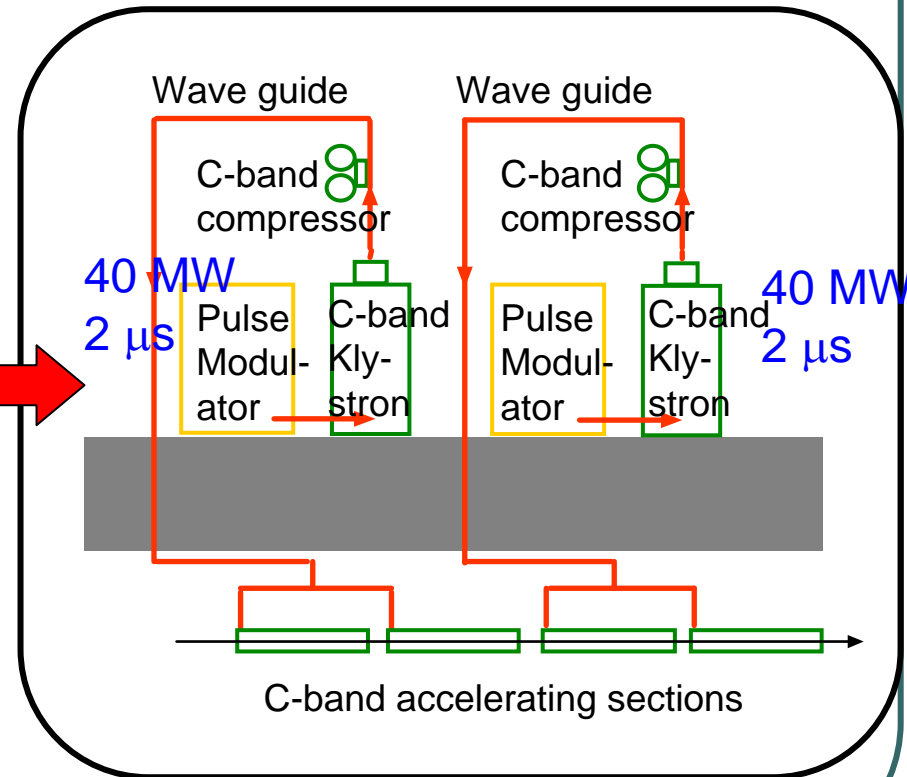 Wave guide
Wave guide
C-band
compressor
C-band
compressor
40 MW
2 μs
Pulse
Modul-
ator
C-band
Kly-
stron
Pulse
Modul-
ator
C-band
Kly-
stron
40 MW
2 μs
C-band accelerating sections